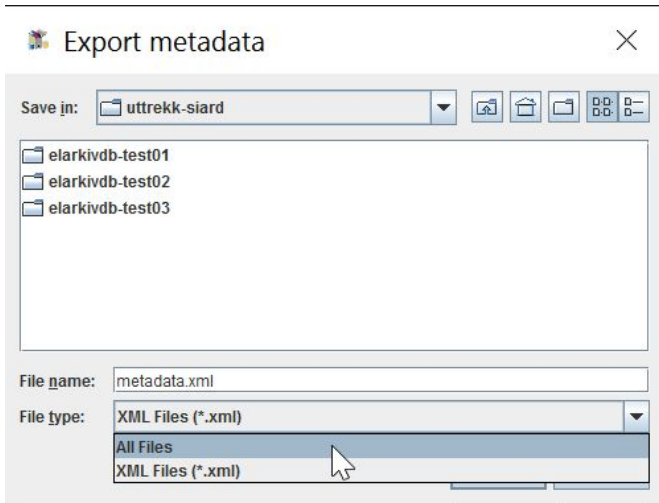 Export metadata
Save in: uttrekk-siard
elarkivdb-test01
elarkivdb-test02
elarkivdb-test03
File name: metadata.xml
File type: XML Files (*.xml)
All Files
XML Files (*.xml)